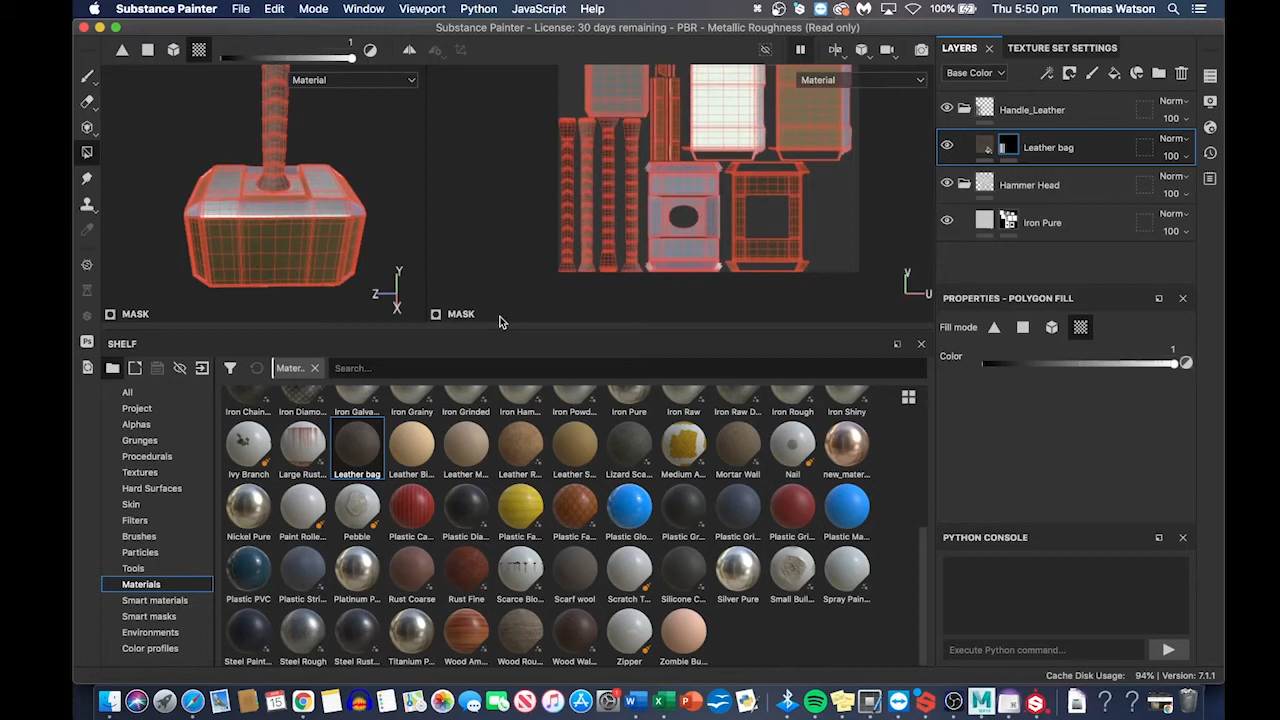 Substance Painter File Edit Mode Window Viewport Python JavaScript Help 100% Thu 5:50 pm Thomas Watson
Substance Painter - License: 30 days remaining - PBR - Metallic Roughness (Read only)
1
Material
Material
MASK
MASK
Z Y X
V U
LAYERS TEXTURE SET SETTINGS
Base Color
Handle_Leather Norm 100
Leather bag Norm 100
Hammer Head Norm 100
Iron Pure Norm 100
PROPERTIES - POLYGON FILL
Fill mode
Color 1
PYTHON CONSOLE
Execute Python command...
SHELF
Mater.. Search...
All
Project
Alphas
Grunges
Procedurals
Textures
Hard Surfaces
Skin
Filters
Brushes
Particles
Tools
Materials
Smart materials
Smart masks
Environments
Color profiles
Iron Chain... Iron Diamo... Iron Galva... Iron Grainy Iron Grinded Iron Ham... Iron Powd... Iron Pure Iron Raw Iron Raw D... Iron Rough Iron Shiny
Ivy Branch Large Rust... Leather bag Leather Bi... Leather M... Leather R... Leather S... Lizard Sca... Medium A... Mortar Wall Nail new_mater...
Nickel Pure Paint Rolle... Pebble Plastic Ca... Plastic Dia... Plastic Fa... Plastic Fa... Plastic Glo... Plastic Gr... Plastic Gri... Plastic Gri... Plastic Ma...
Plastic PVC Plastic Stri... Platinum P... Rust Coarse Rust Fine Scarce Blo... Scarf wool Scratch T... Silicone C... Silver Pure Small Bull... Spray Pain...
Steel Paint... Steel Rough Steel Rust... Titanium P... Wood Am... Wood Rou... Wood Wal... Zipper Zombie Bu...
Cache Disk Usage: 94% | Version: 7.1.1